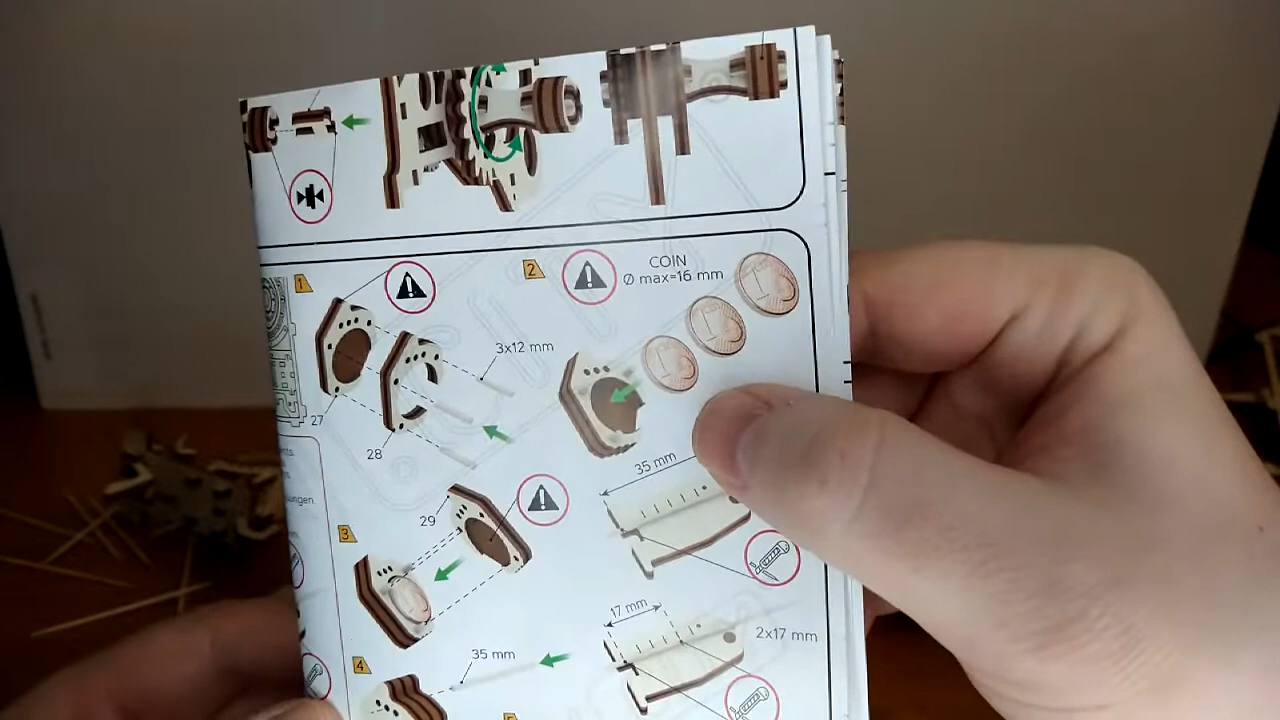 1
2
COIN
Ø max=16 mm
3x12 mm
27
28
35 mm
29
3
17 mm
2x17 mm
4
35 mm